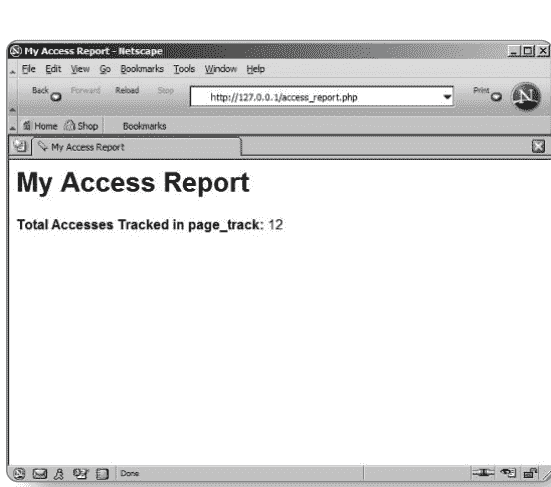 My Access Report - Netscape
File Edit View Go Bookmarks Tools Window Help
Back Forward Reload Stop http://127.0.0.1/access_report.php Print N
Home Shop Bookmarks
My Access Report
My Access Report
Total Accesses Tracked in page_track: 12
Done